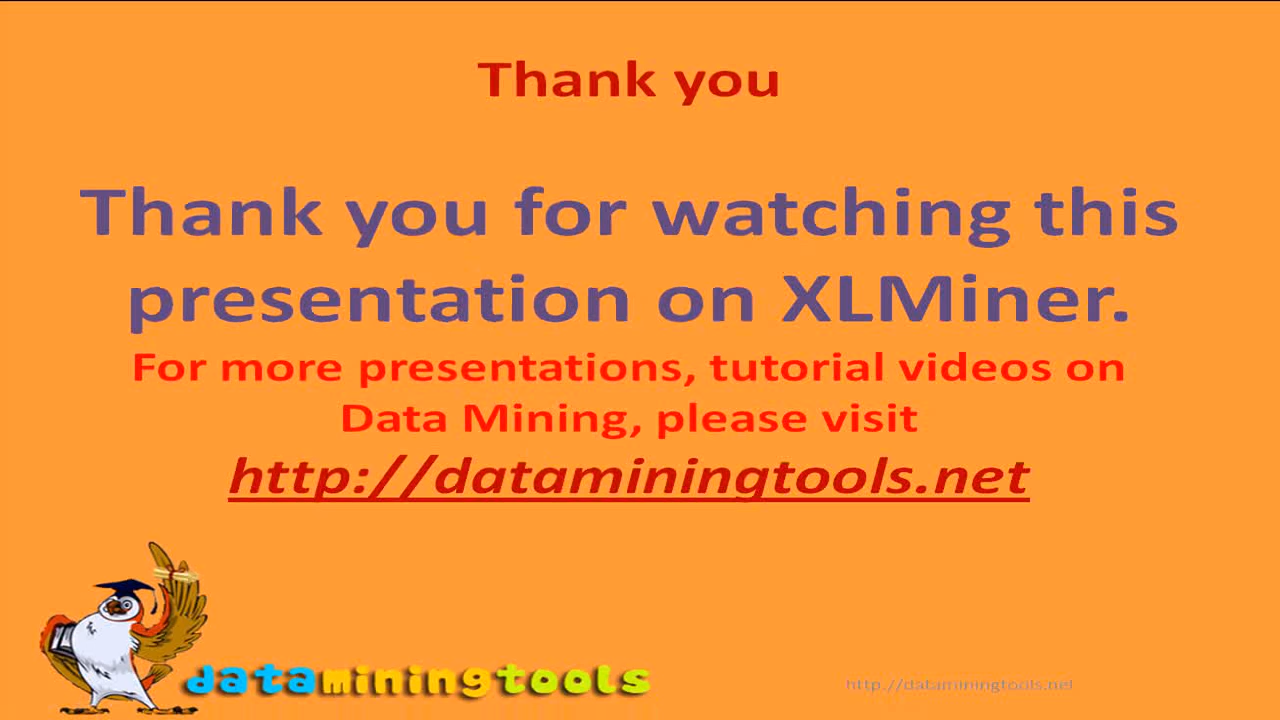 Thank you
Thank you for watching this
presentation on XLMiner.
For more presentations, tutorial videos on
Data Mining, please visit
http://dataminingtools.net
dataminingtools
http://dataminingtools.net